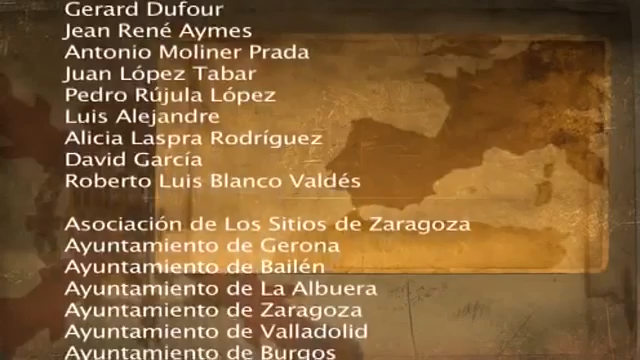 Gerard Dufour
Jean René Aymes
Antonio Moliner Prada
Juan López Tabar
Pedro Rújula López
Luis Alejandre
Alicia Laspra Rodríguez
David García
Roberto Luis Blanco Valdés
Asociación de Los Sitios de Zaragoza
Ayuntamiento de Gerona
Ayuntamiento de Bailén
Ayuntamiento de La Albuera
Ayuntamiento de Zaragoza
Ayuntamiento de Valladolid
Ayuntamiento de Burgos